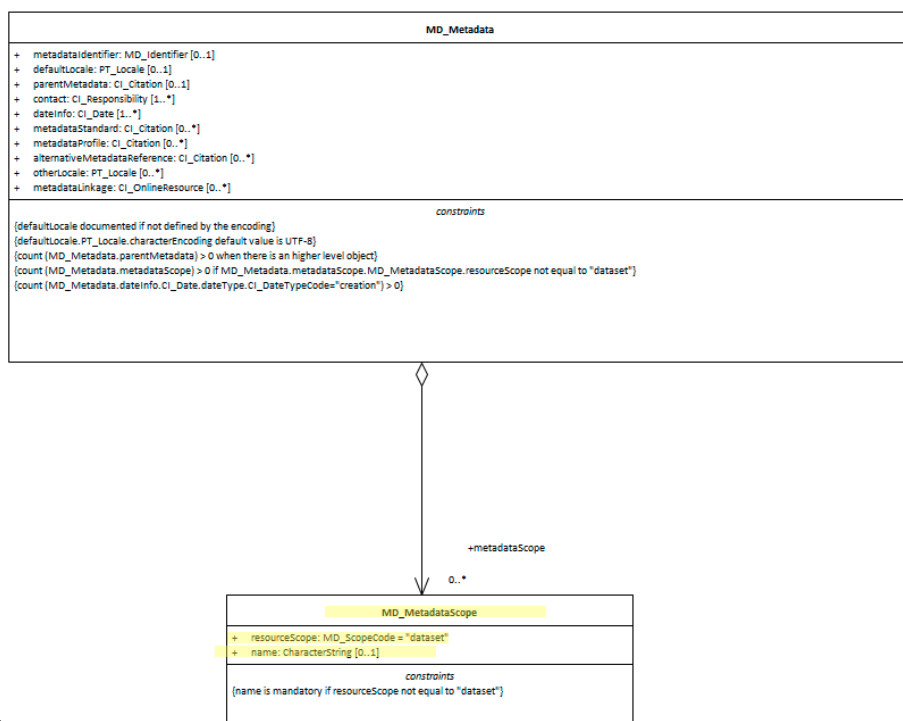 MD_Metadata
+ metadataIdentifier: MD_Identifier [0..1]
+ defaultLocale: PT_Locale [0..1]
+ parentMetadata: CI_Citation [0..1]
+ contact: CI_Responsibility [1..*]
+ dateInfo: CI_Date [1..*]
+ metadataStandard: CI_Citation [0..*]
+ metadataProfile: CI_Citation [0..*]
+ alternativeMetadataReference: CI_Citation [0..*]
+ otherLocale: PT_Locale [0..*]
+ metadataLinkage: CI_OnlineResource [0..*]
constraints
{defaultLocale documented if not defined by the encoding}
{defaultLocale.PT_Locale.characterEncoding default value is UTF-8}
{count (MD_Metadata.parentMetadata) > 0 when there is an higher level object}
{count (MD_Metadata.metadataScope) > 0 if MD_Metadata.metadataScope.MD_MetadataScope.resourceScope not equal to "dataset"}
{count (MD_Metadata.dateInfo.CI_Date.dateType.CI_DateTypeCode="creation") > 0}
+metadataScope
0..*
MD_MetadataScope
+ resourceScope: MD_ScopeCode = "dataset"
+ name: CharacterString [0..1]
constraints
{name is mandatory if resourceScope not equal to "dataset"}